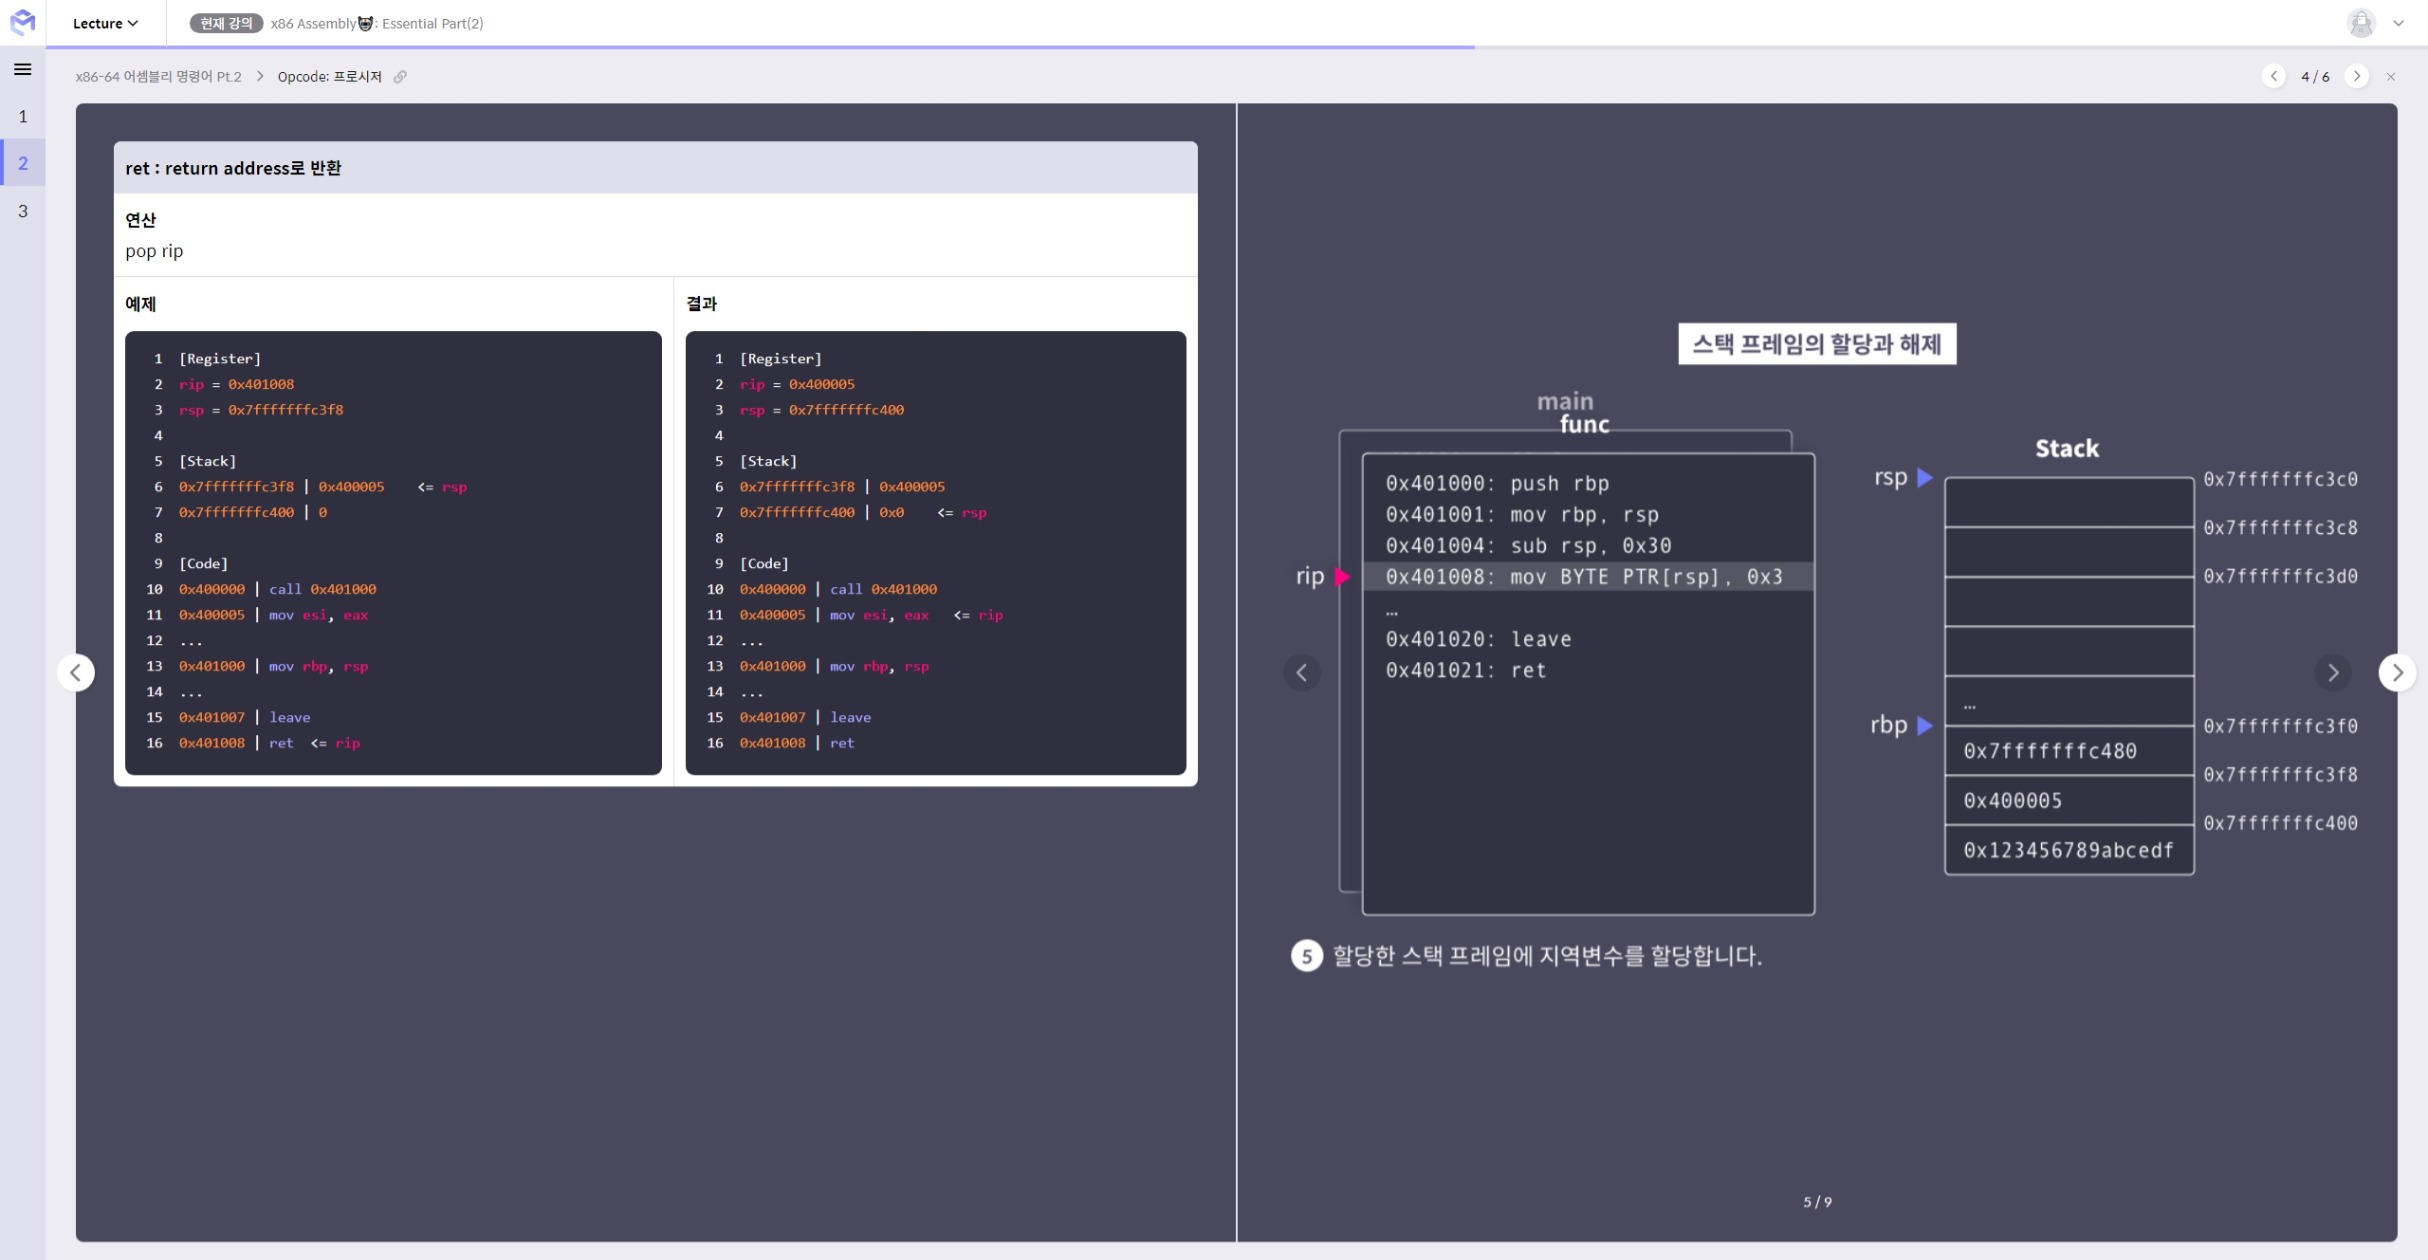 Lecture
현재 강의 x86 Assembly🐻: Essential Part(2)
x86-64 어셈블리 명령어 Pt.2 > Opcode: 프로시저
4 / 6
1
2
3
ret : return address로 반환
연산
pop rip
예제
1 [Register]
2 rip = 0x401008
3 rsp = 0x7fffffffc3f8
4
5 [Stack]
6 0x7fffffffc3f8 | 0x400005 <= rsp
7 0x7fffffffc400 | 0
8
9 [Code]
10 0x400000 | call 0x401000
11 0x400005 | mov esi, eax
12 ...
13 0x401000 | mov rbp, rsp
14 ...
15 0x401007 | leave
16 0x401008 | ret <= rip
결과
1 [Register]
2 rip = 0x400005
3 rsp = 0x7fffffffc400
4
5 [Stack]
6 0x7fffffffc3f8 | 0x400005
7 0x7fffffffc400 | 0x0 <= rsp
8
9 [Code]
10 0x400000 | call 0x401000
11 0x400005 | mov esi, eax <= rip
12 ...
13 0x401000 | mov rbp, rsp
14 ...
15 0x401007 | leave
16 0x401008 | ret
스택 프레임의 할당과 해제
main
func
0x401000: push rbp
0x401001: mov rbp, rsp
0x401004: sub rsp, 0x30
rip
0x401008: mov BYTE PTR[rsp], 0x3
…
0x401020: leave
0x401021: ret
Stack
rsp
0x7fffffffc3c0
0x7fffffffc3c8
0x7fffffffc3d0
…
rbp
0x7fffffffc3f0
0x7fffffffc480
0x7fffffffc3f8
0x400005
0x7fffffffc400
0x123456789abcedf
5 할당한 스택 프레임에 지역변수를 할당합니다.
5 / 9